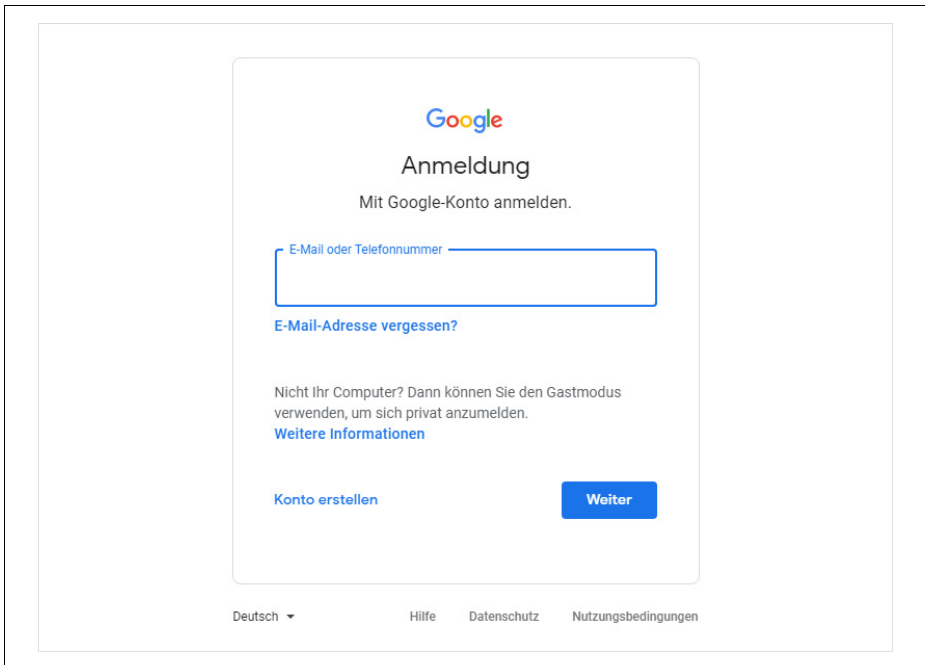 Google
Anmeldung
Mit Google-Konto anmelden.
E-Mail oder Telefonnummer
E-Mail-Adresse vergessen?
Nicht Ihr Computer? Dann können Sie den Gastmodus
verwenden, um sich privat anzumelden.
Weitere Informationen
Konto erstellen Weiter
Deutsch Hilfe Datenschutz Nutzungsbedingungen